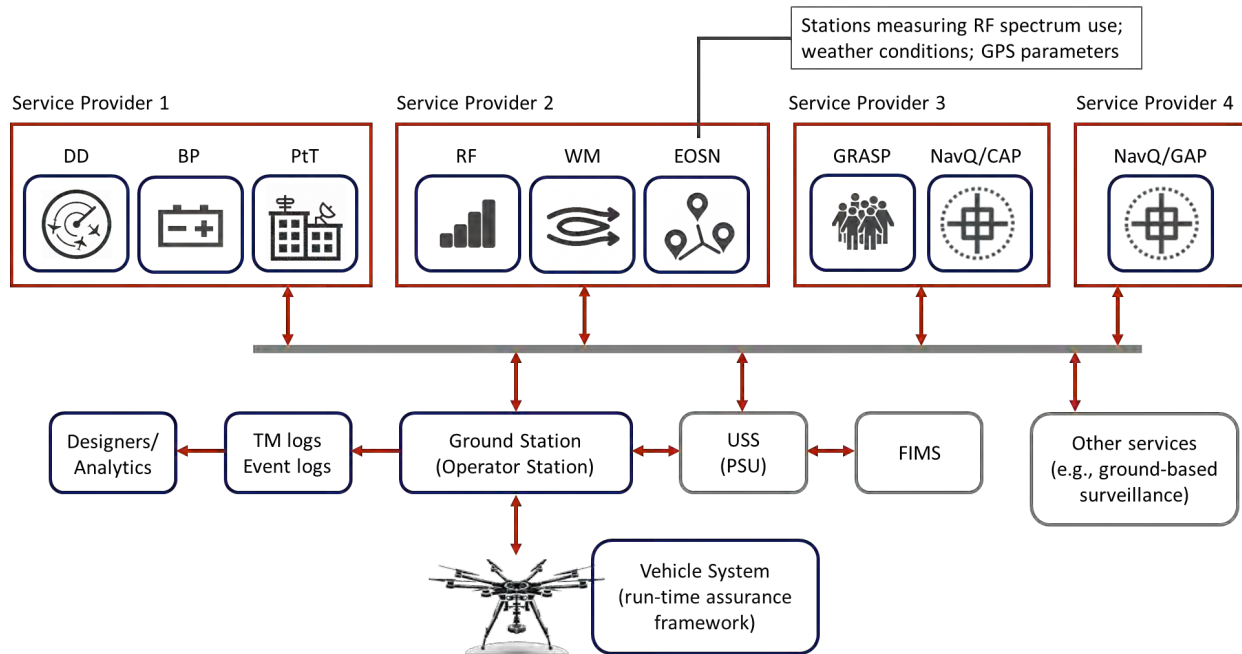 Stations measuring RF spectrum use;
weather conditions; GPS parameters
Service Provider 1
Service Provider 2
Service Provider 3
Service Provider 4
DD
BP
PtT
RF
WM
EOSN
GRASP
NavQ/CAP
NavQ/GAP
Designers/
Analytics
TM logs
Event logs
Ground Station
(Operator Station)
USS
(PSU)
FIMS
Other services
(e.g., ground-based
surveillance)
Vehicle System
(run-time assurance
framework)